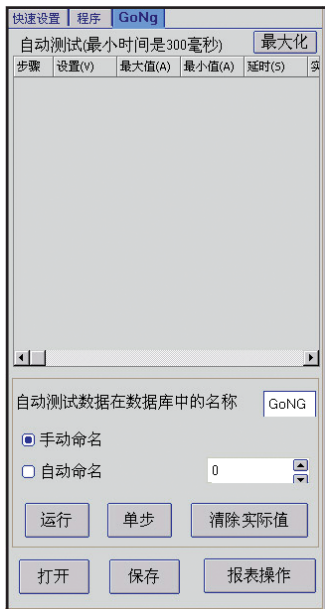 快速设置 程序 GoNg
自动测试(最小时间是300毫秒) 最大化
步骤 设置(V) 最大值(A) 最小值(A) 延时(S) 实
自动测试数据在数据库中的名称 GoNG
手动命名
自动命名 0
运行 单步 清除实际值
打开 保存 报表操作